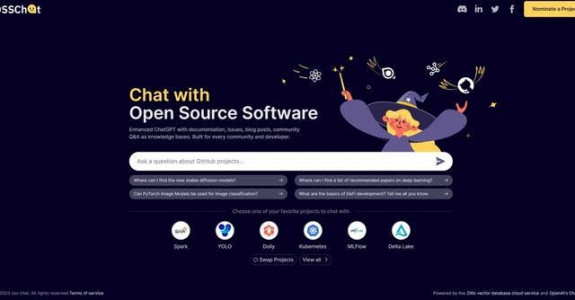 OSSChat
Nominate a Project
Chat with
Open Source Software
Enhanced ChatGPT with documentation, issues, blog posts, community
Q&A as knowledge bases. Built for every community and developer.
Ask a question about GitHub projects...
Where can I find the new stable diffusion models?
Where can I find a list of recommended papers on deep learning?
Can PyTorch Image Models be used for image classification?
What are the basics of DeFi development? Tell me all you know.
Choose one of your favorite projects to chat with
Spark
YOLO
Dolly
Kubernetes
MLFlow
Delta Lake
Swap Projects
View all >
2023 oss chat. All rights reserved. Terms of service
Powered by the Zilliz vector database cloud service and OpenAI's Ch